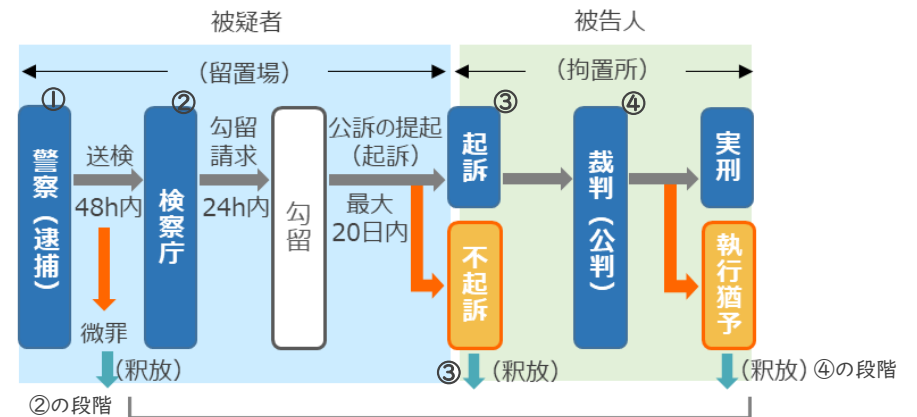 被疑者
被告人
(留置場)
(拘置所)
①
②
③
④
警察(逮捕)
送検
48h内
微罪
(釈放)
②の段階
検察庁
勾留
請求
24h内
勾留
公訴の提起
(起訴)
最大
20日内
起訴
不起訴
③
(釈放)
裁判(公判)
実刑
執行猶予
(釈放)
④の段階